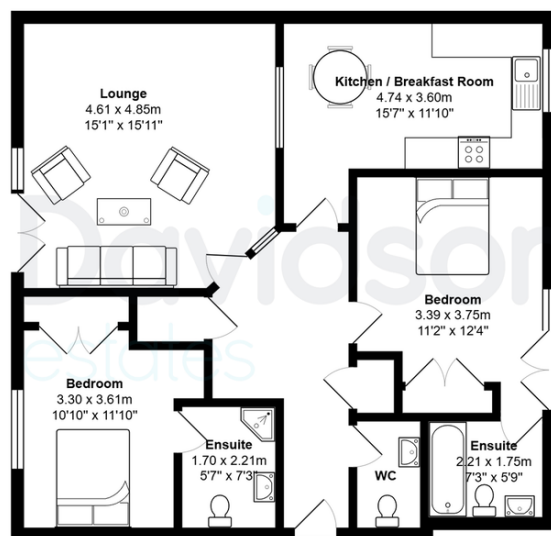 Lounge
4.61 x 4.85m
15'1" x 15'11"
Kitchen / Breakfast Room
4.74 x 3.60m
15'7" x 11'10"
Davidson
estates
Bedroom
3.39 x 3.75m
11'2" x 12'4"
Bedroom
3.30 x 3.61m
10'10" x 11'10"
Ensuite
1.70 x 2.21m
5'7" x 7'3"
WC
Ensuite
2.21 x 1.75m
7'3" x 5'9"